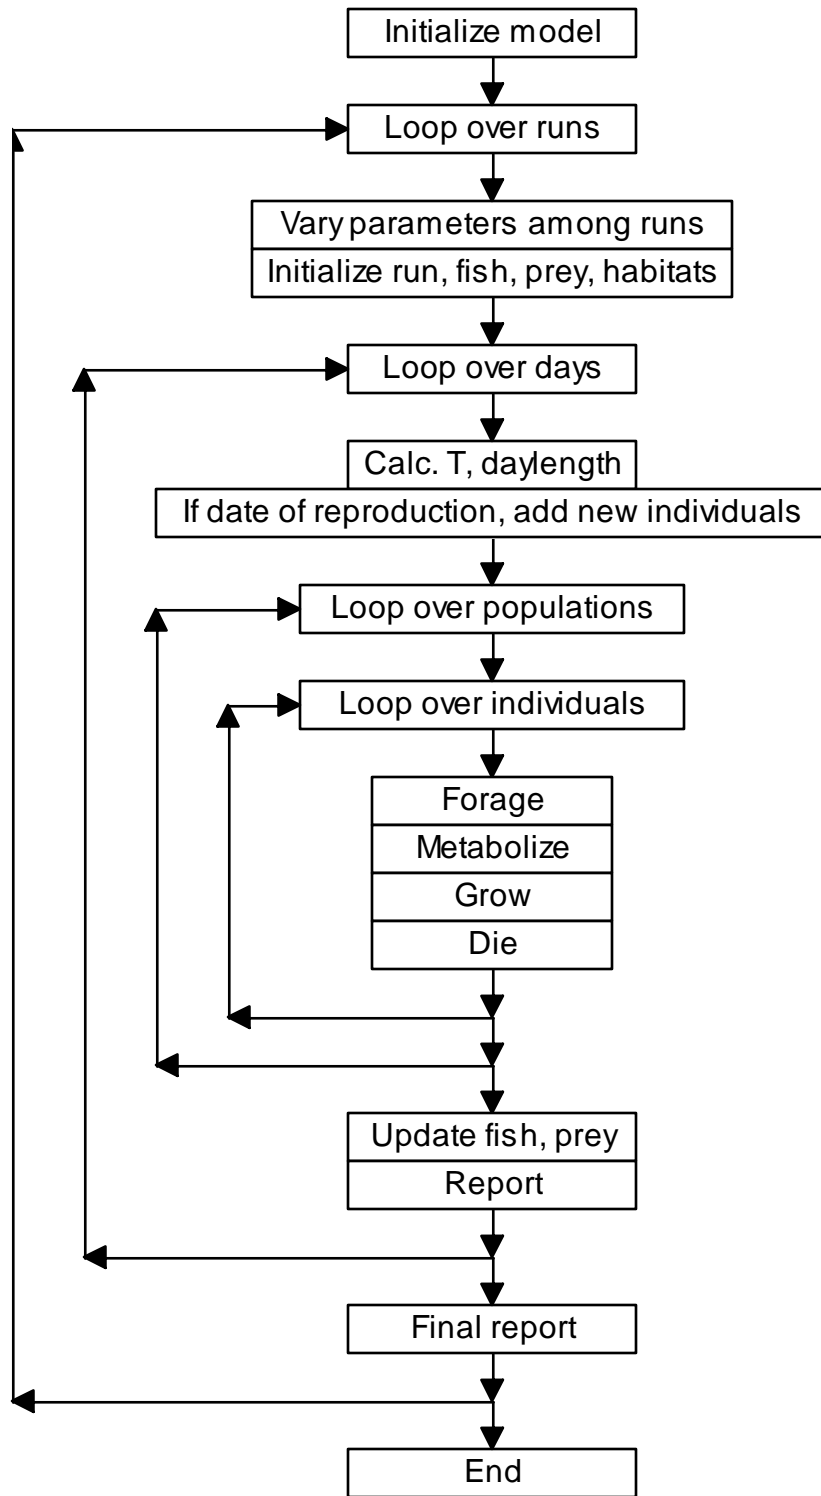 Initialize model
Loop over runs
Vary parameters among runs
Initialize run, fish, prey, habitats
Loop over days
Calc. T, daylength
If date of reproduction, add new individuals
Loop over populations
Loop over individuals
Forage
Metabolize
Grow
Die
Update fish, prey
Report
Final report
End